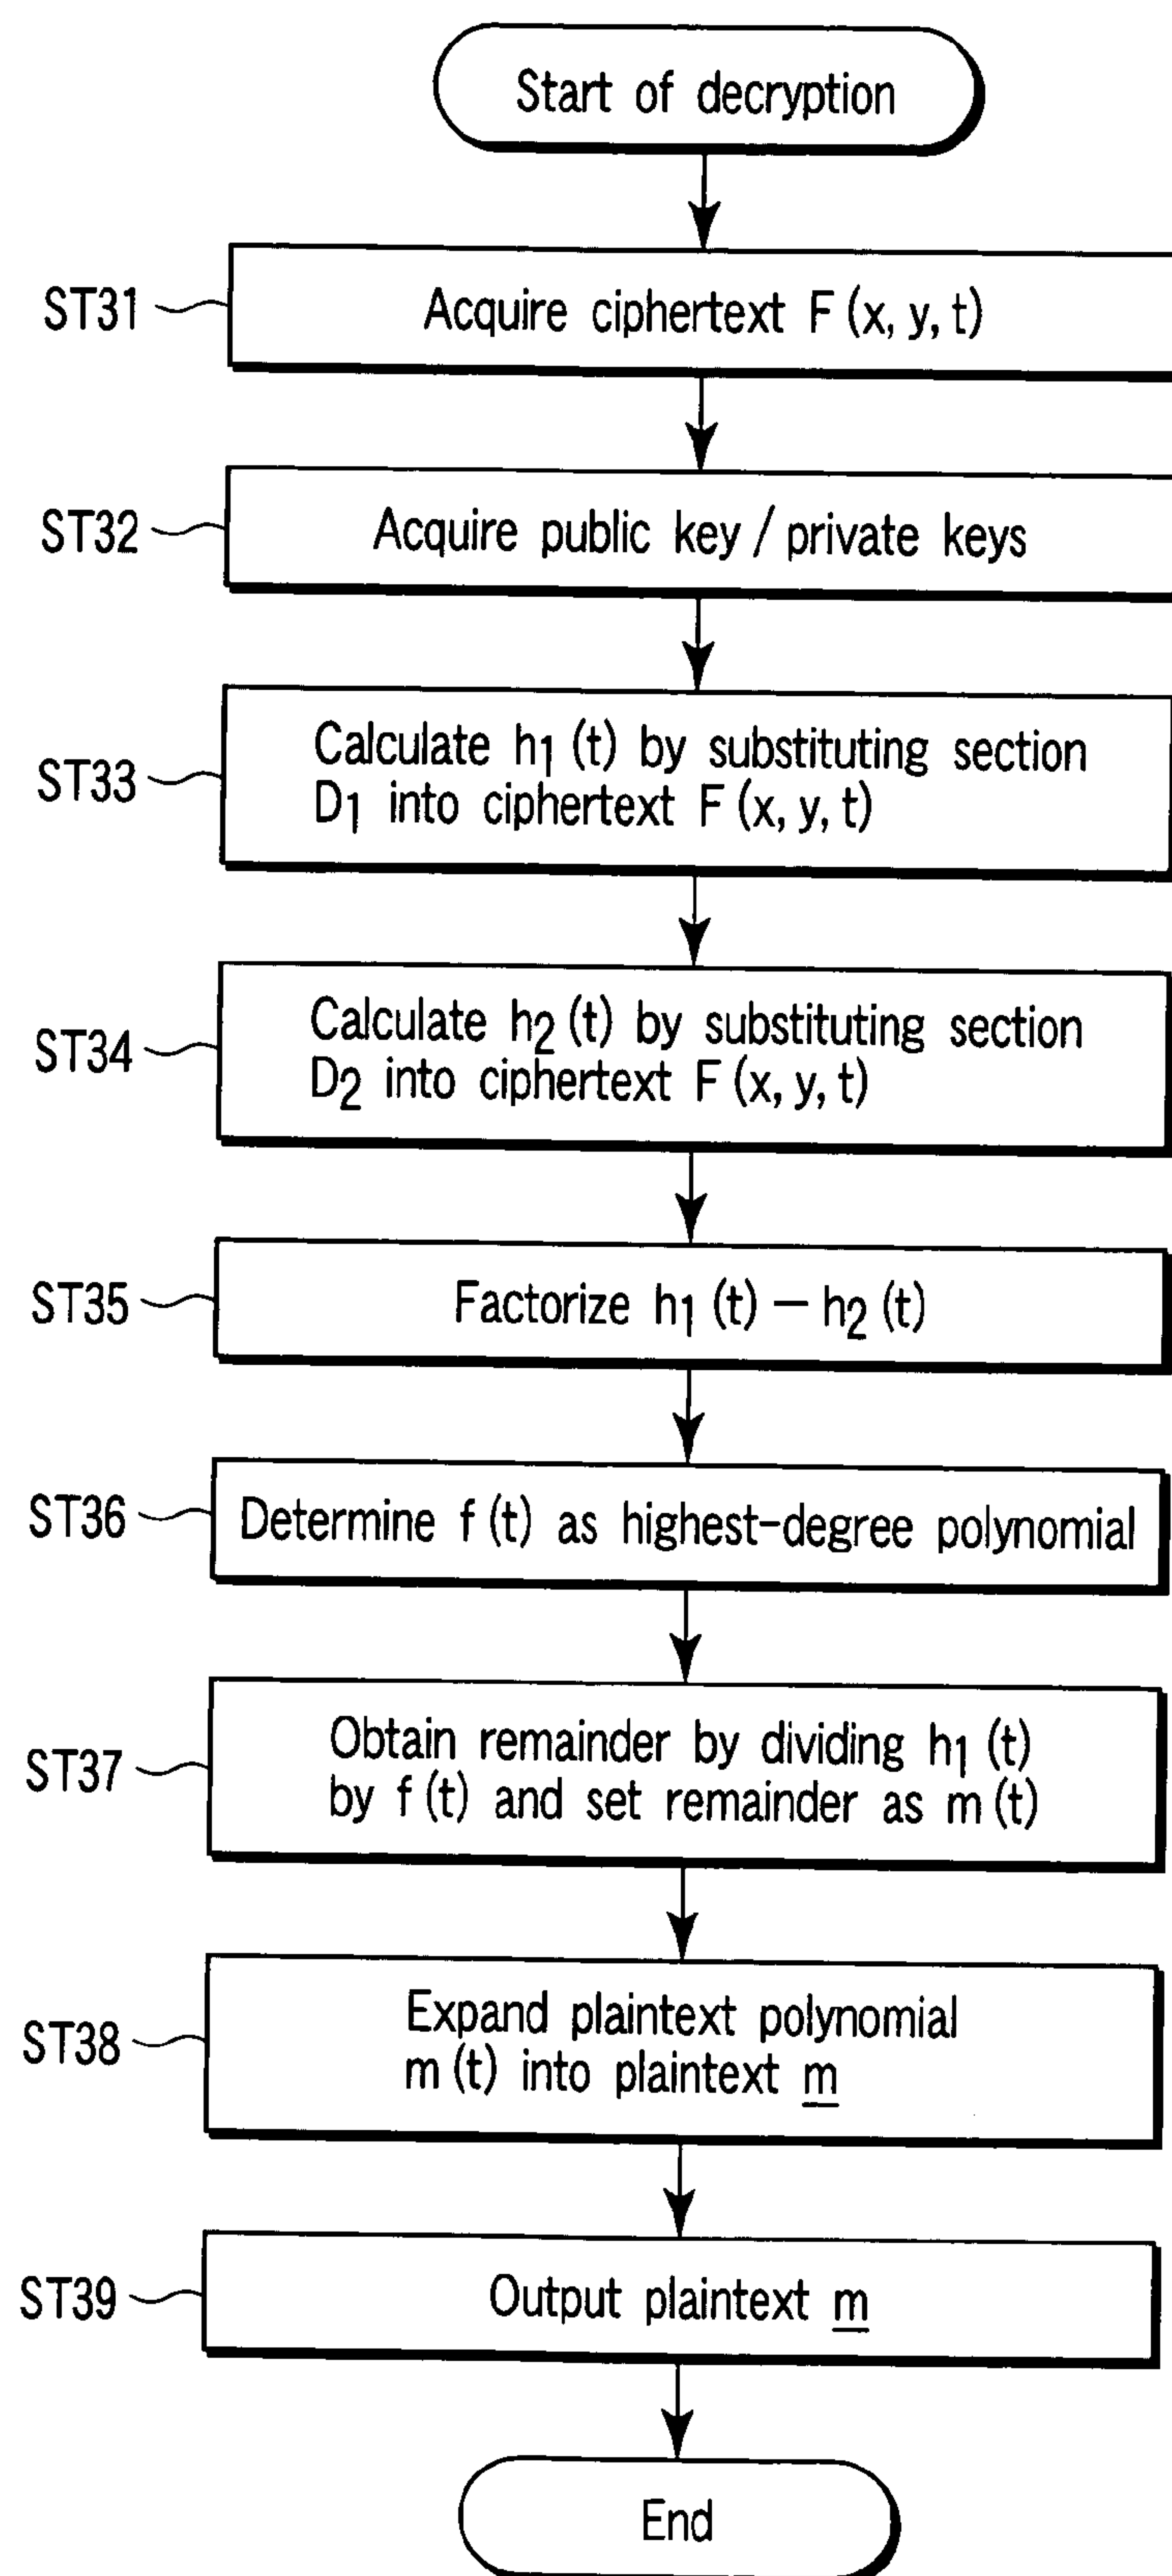 Start of decryption
ST31
Acquire ciphertext F (x, y, t)
ST32
Acquire public key / private keys
ST33
Calculate h1 (t) by substituting section
D1 into ciphertext F (x, y, t)
ST34
Calculate h2 (t) by substituting section
D2 into ciphertext F (x, y, t)
ST35
Factorize h1 (t) – h2 (t)
ST36
Determine f (t) as highest-degree polynomial
ST37
Obtain remainder by dividing h1 (t)
by f (t) and set remainder as m (t)
ST38
Expand plaintext polynomial
m (t) into plaintext m
ST39
Output plaintext m
End